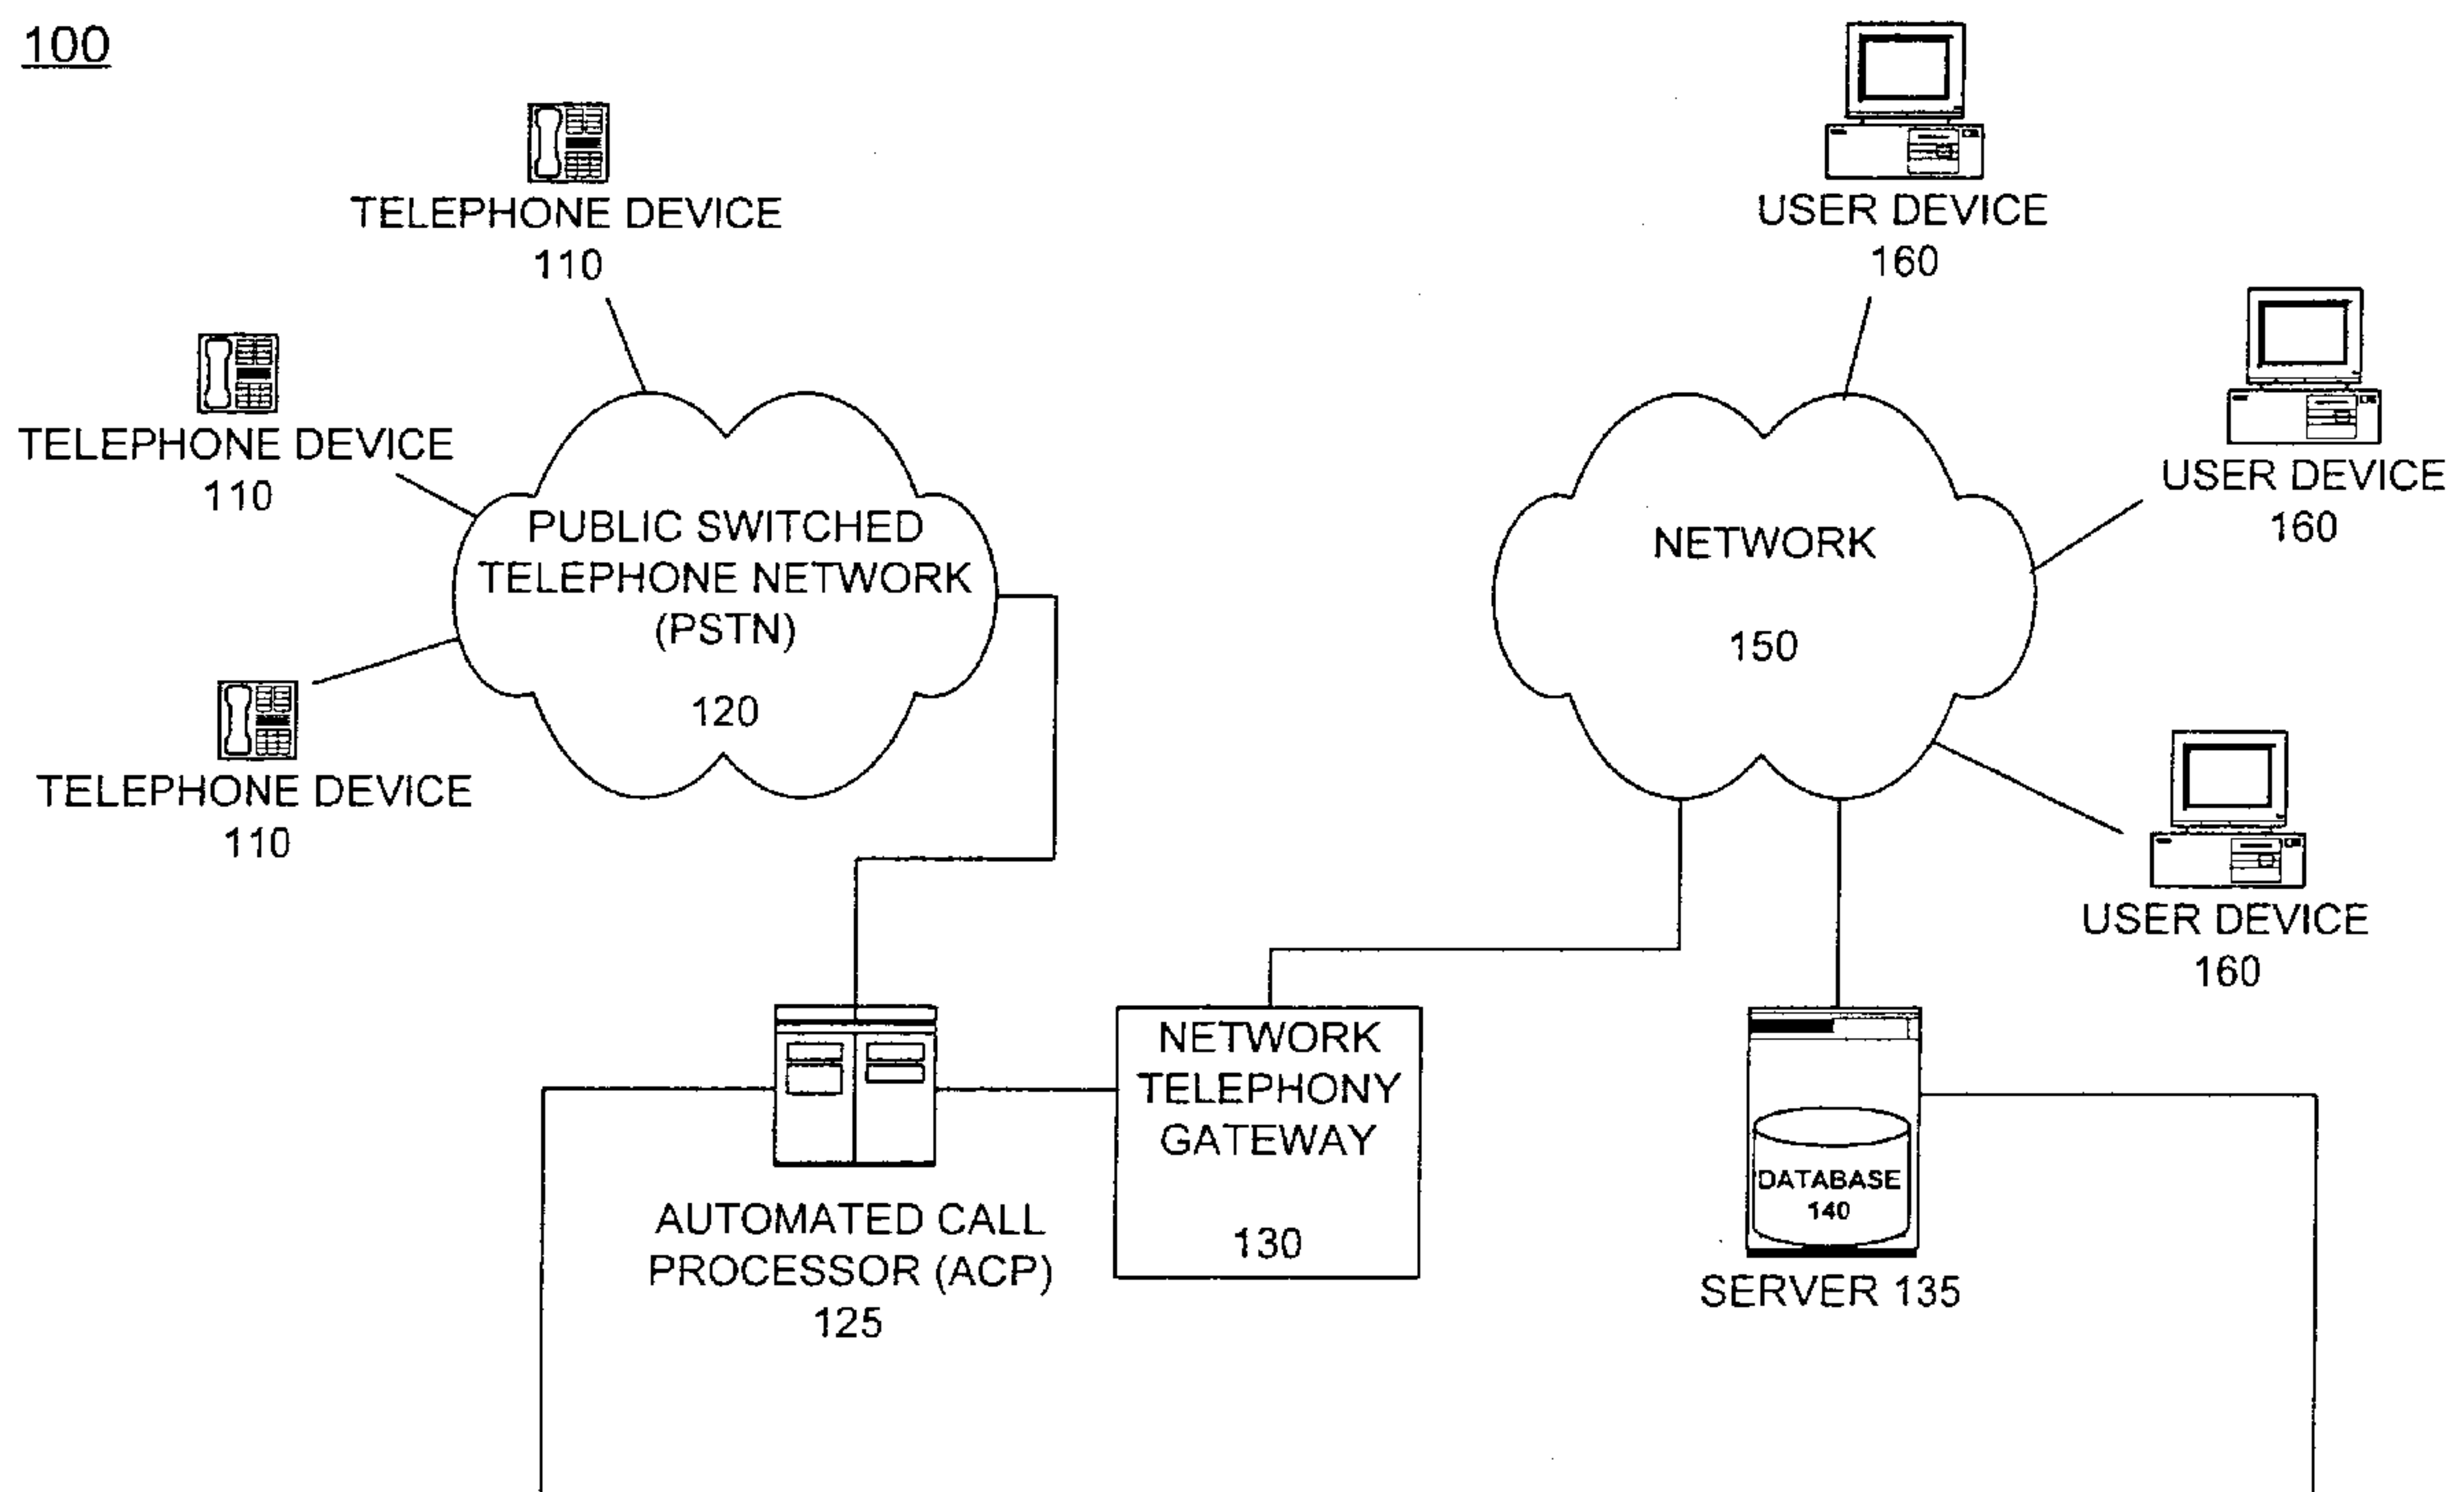 100
TELEPHONE DEVICE
110
TELEPHONE DEVICE
110
TELEPHONE DEVICE
110
PUBLIC SWITCHED
TELEPHONE NETWORK
(PSTN)
120
USER DEVICE
160
USER DEVICE
160
USER DEVICE
160
NETWORK
150
AUTOMATED CALL
PROCESSOR (ACP)
125
NETWORK
TELEPHONY
GATEWAY
130
DATABASE
140
SERVER 135